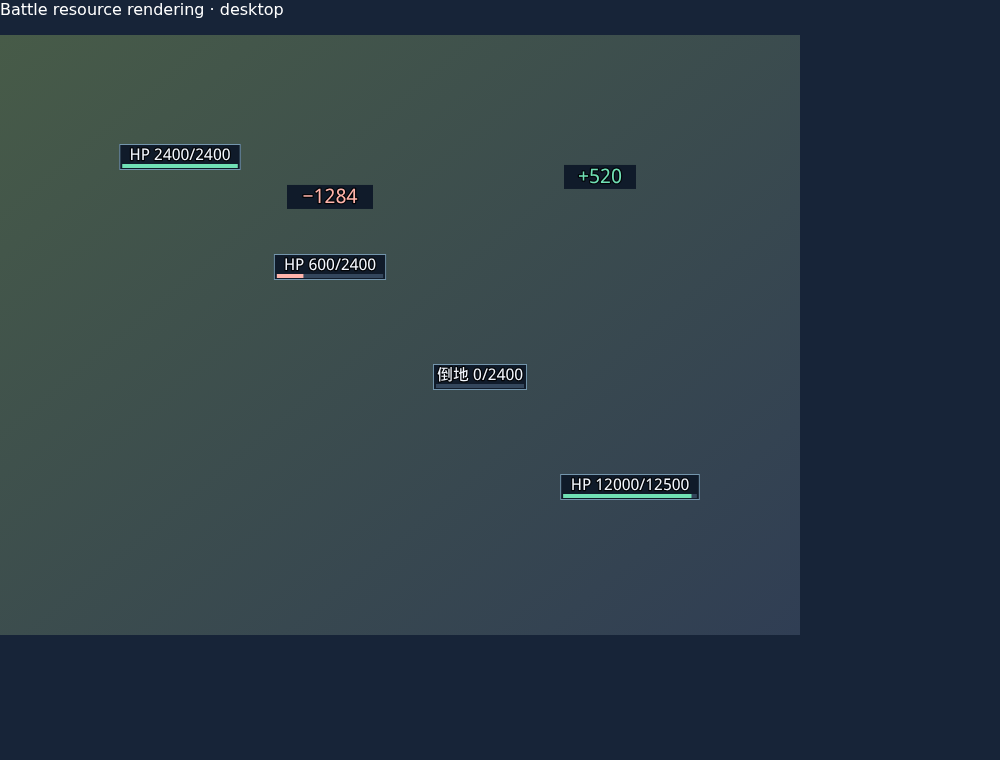 Battle resource rendering · desktop
HP 2400/2400
+520
−1284
HP 600/2400
倒地 0/2400
HP 12000/12500